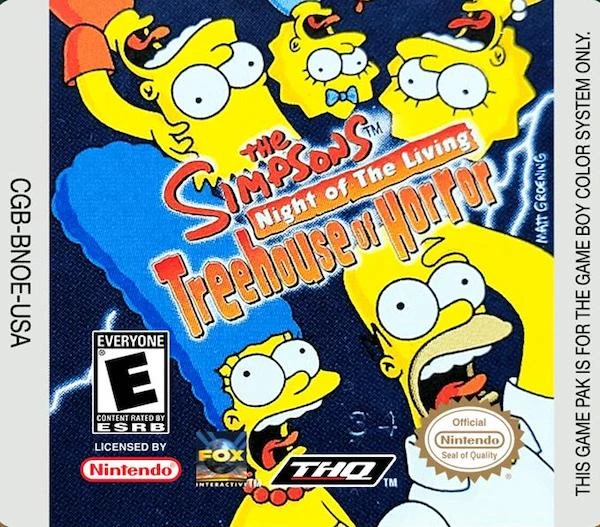 THE
SIMPSONS TM
Night of The Living
Treehouse of Horror
MATT GROENING
CGB-BNOE-USA
THIS GAME PAK IS FOR THE GAME BOY COLOR SYSTEM ONLY.
EVERYONE
E
CONTENT RATED BY
ESRB
LICENSED BY
Nintendo
FOX
INTERACTIVE TM
THQ TM
34
Official
Nintendo
Seal of Quality